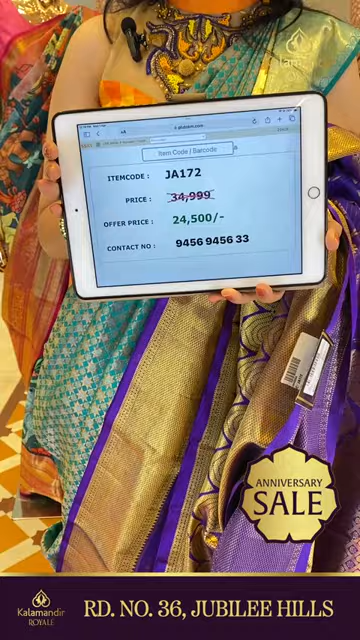 Item Code | Barcode
ITEMCODE : JA172
PRICE : 34,999
OFFER PRICE : 24,500/-
CONTACT NO : 9456 9456 33
ANNIVERSARY
SALE
Kalamandir
ROYALE
RD. NO. 36, JUBILEE HILLS